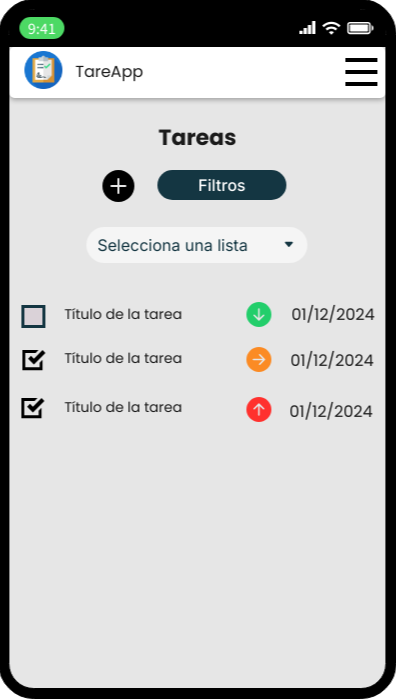 9:41
TareApp
Tareas
Filtros
Selecciona una lista
Título de la tarea 01/12/2024
Título de la tarea 01/12/2024
Título de la tarea 01/12/2024